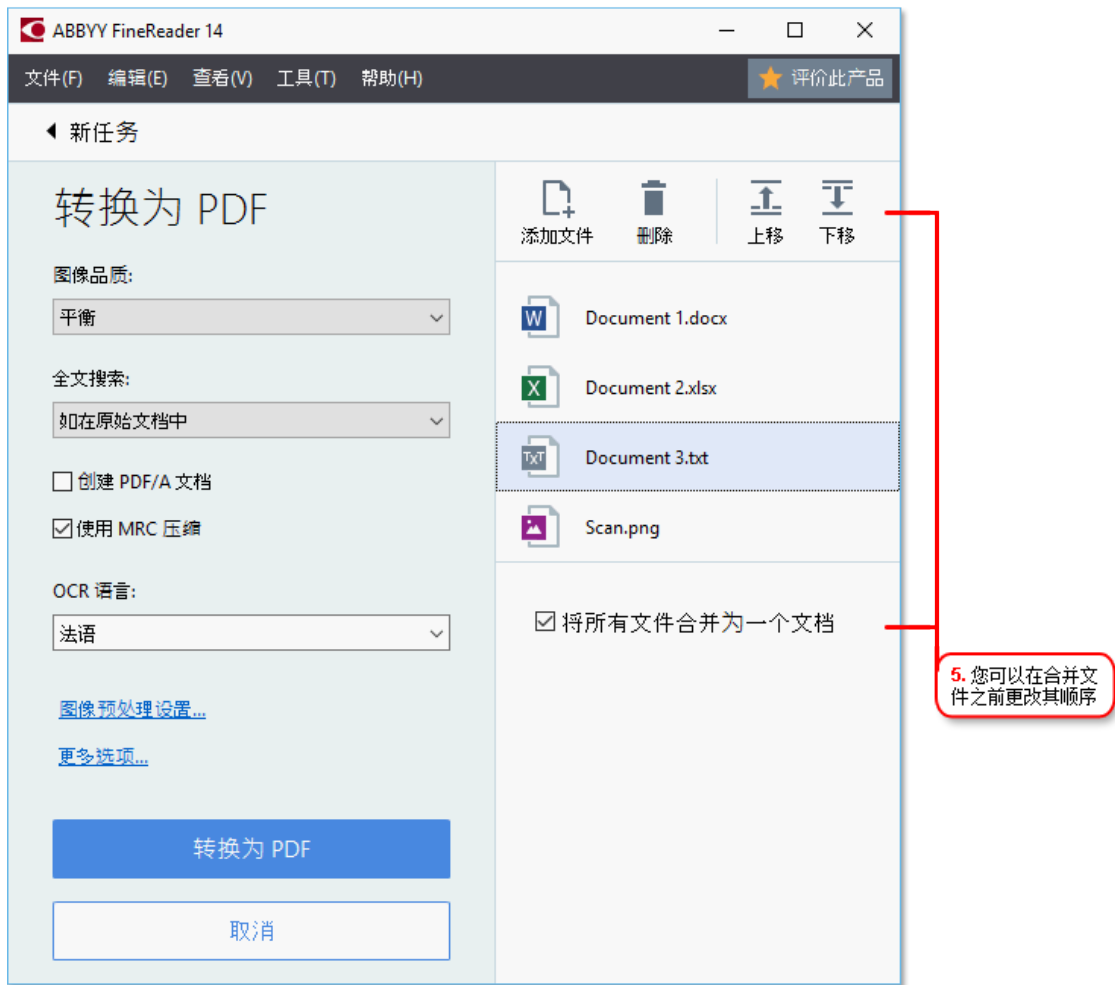 ABBYY FineReader 14
文件(F) 编辑(E) 查看(V) 工具(T) 帮助(H) 评价此产品
新任务
转换为 PDF
图像品质:
平衡
全文搜索:
如在原始文档中
创建 PDF/A 文档
使用 MRC 压缩
OCR 语言:
法语
图像预处理设置...
更多选项...
转换为 PDF
取消
添加文件 删除 上移 下移
W Document 1.docx
X Document 2.xlsx
TXT Document 3.txt
Scan.png
将所有文件合并为一个文档
5. 您可以在合并文
件之前更改其顺序